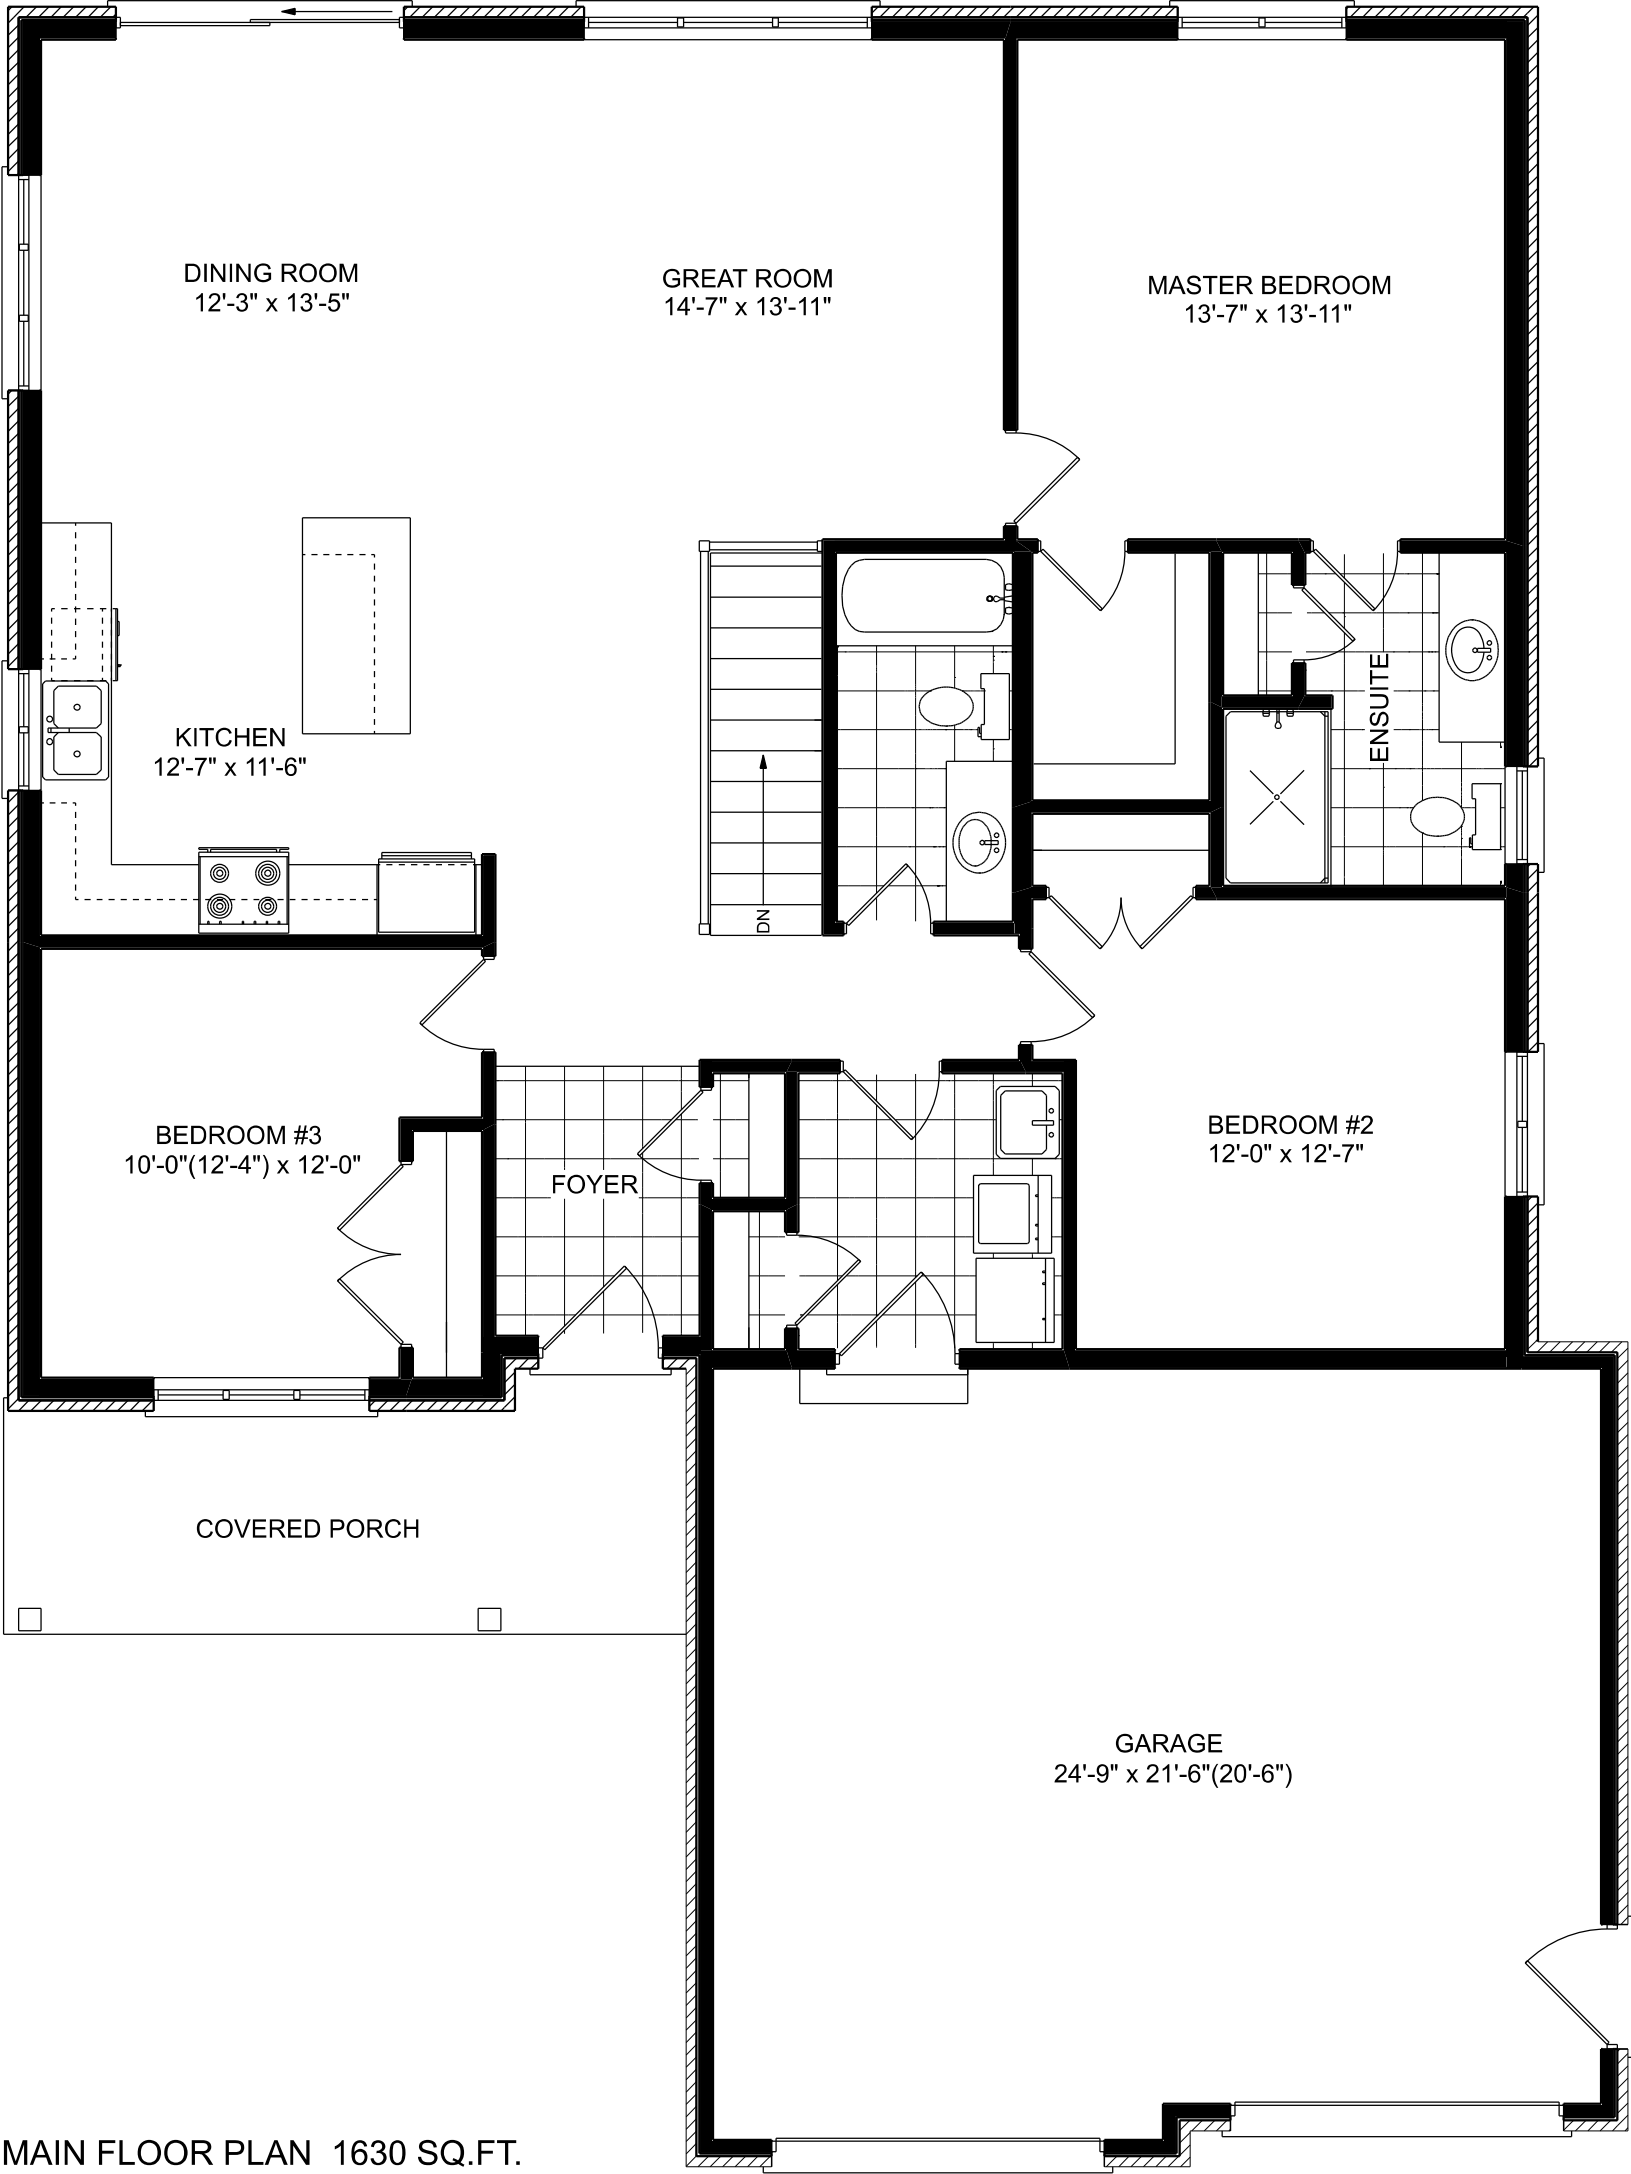 DINING ROOM
12'-3" x 13'-5"
GREAT ROOM
14'-7" x 13'-11"
MASTER BEDROOM
13'-7" x 13'-11"
KITCHEN
12'-7" x 11'-6"
ENSUITE
DN
BEDROOM #3
10'-0"(12'-4") x 12'-0"
FOYER
BEDROOM #2
12'-0" x 12'-7"
COVERED PORCH
GARAGE
24'-9" x 21'-6"(20'-6")
MAIN FLOOR PLAN 1630 SQ.FT.